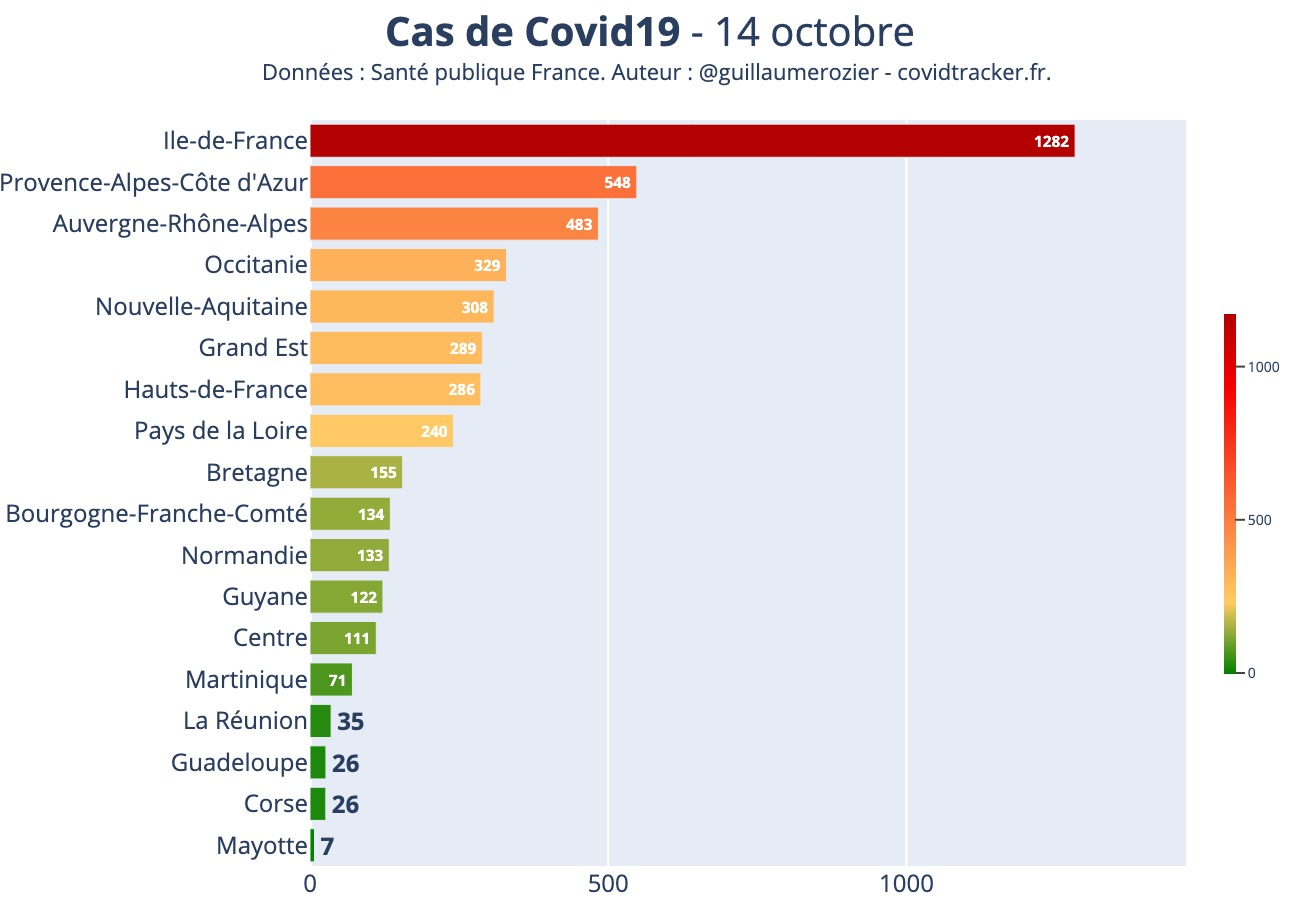 Cas de Covid19 - 14 octobre
Données : Santé publique France. Auteur : @guillaumerozier - covidtracker.fr.
Ile-de-France 1282
Provence-Alpes-Côte d'Azur 548
Auvergne-Rhône-Alpes 483
Occitanie 329
Nouvelle-Aquitaine 308
Grand Est 289
Hauts-de-France 286
Pays de la Loire 240
Bretagne 155
Bourgogne-Franche-Comté 134
Normandie 133
Guyane 122
Centre 111
Martinique 71
La Réunion 35
Guadeloupe 26
Corse 26
Mayotte 7
0 500 1000
1000
500
0